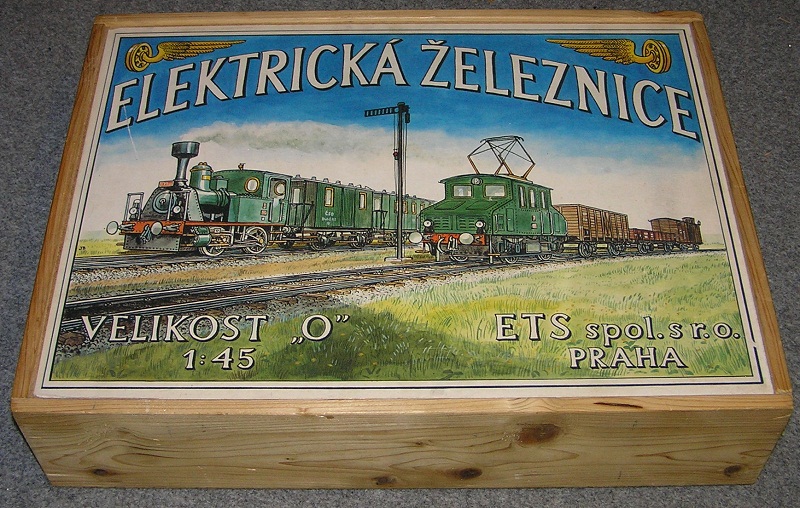 ELEKTRICKÁ ŽELEZNICE
VELIKOST „O”
1:45
ETS spol. s r.o.
PRAHA